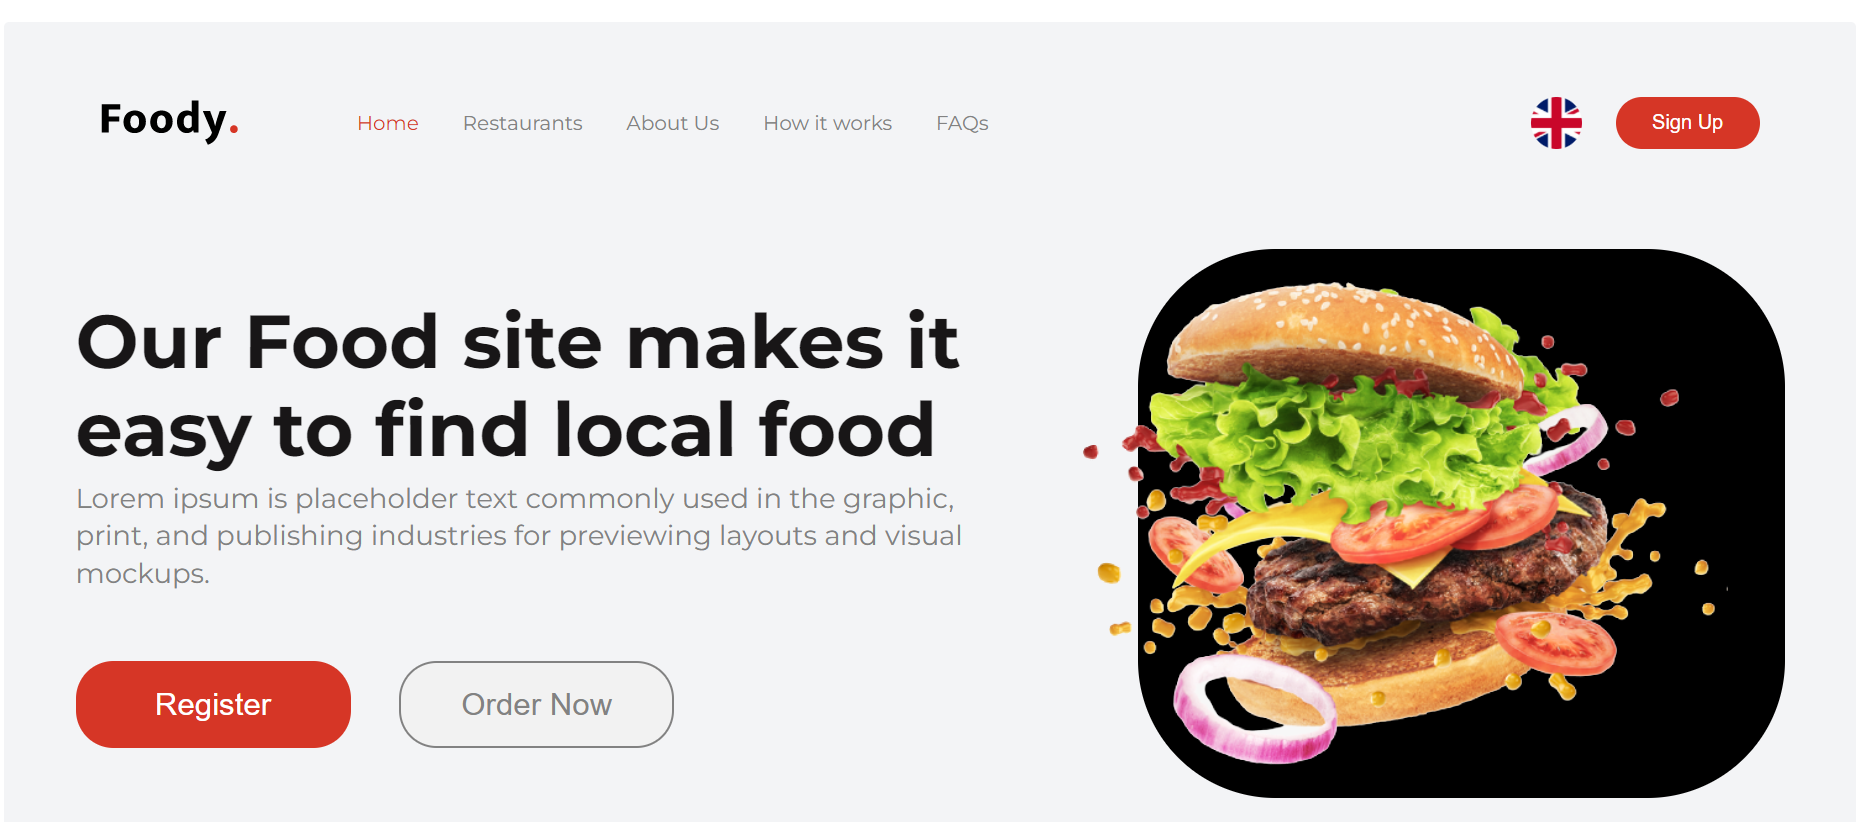 Foody.
Home
Restaurants
About Us
How it works
FAQs
Sign Up
Our Food site makes it
easy to find local food
Lorem ipsum is placeholder text commonly used in the graphic,
print, and publishing industries for previewing layouts and visual
mockups.
Register
Order Now